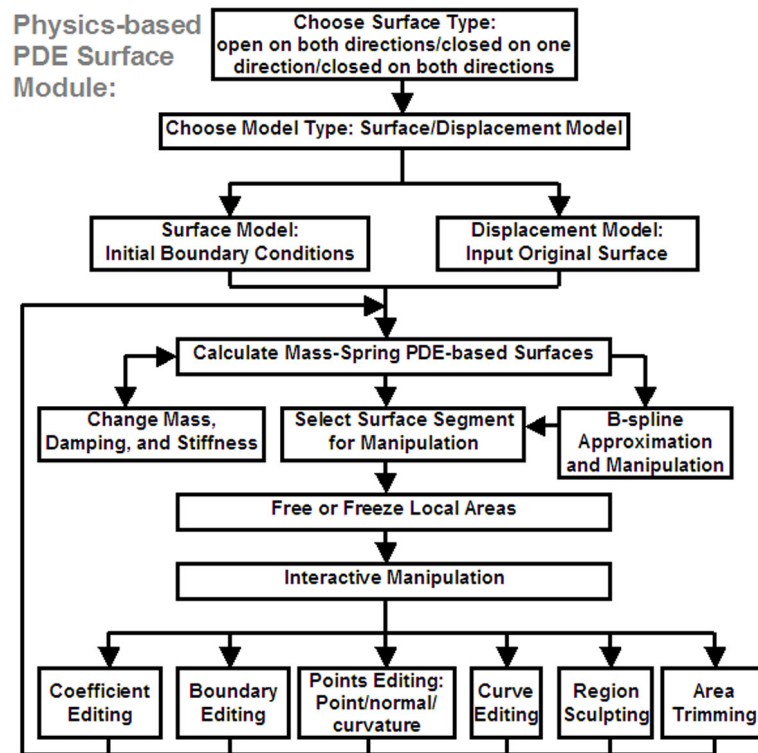 Physics-based
PDE Surface
Module:
Choose Surface Type:
open on both directions/closed on one
direction/closed on both directions
Choose Model Type: Surface/Displacement Model
Surface Model:
Initial Boundary Conditions
Displacement Model:
Input Original Surface
Calculate Mass-Spring PDE-based Surfaces
Change Mass,
Damping, and Stiffness
Select Surface Segment
for Manipulation
B-spline
Approximation
and Manipulation
Free or Freeze Local Areas
Interactive Manipulation
Coefficient
Editing
Boundary
Editing
Points Editing:
Point/normal/
curvature
Curve
Editing
Region
Sculpting
Area
Trimming